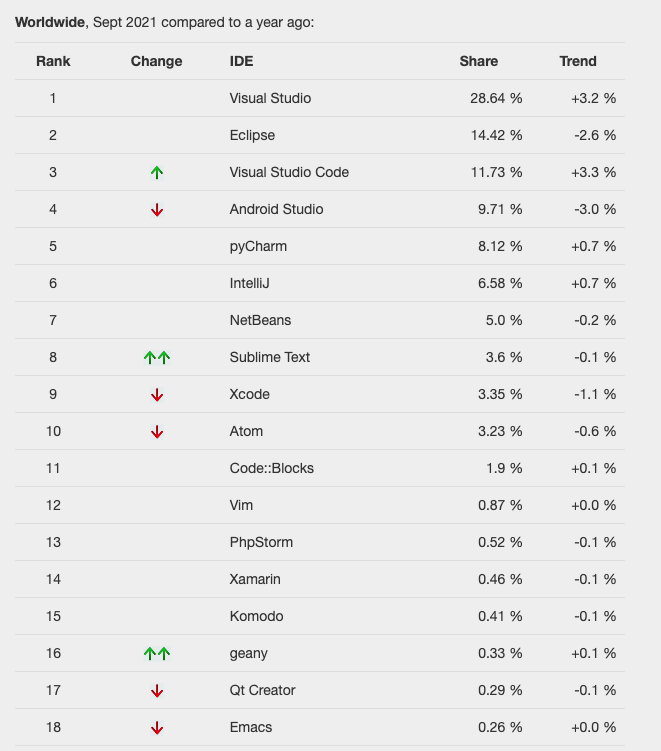 Worldwide, Sept 2021 compared to a year ago:
Rank Change IDE Share Trend
1 Visual Studio 28.64 % +3.2 %
2 Eclipse 14.42 % -2.6 %
3 ↑ Visual Studio Code 11.73 % +3.3 %
4 ↓ Android Studio 9.71 % -3.0 %
5 pyCharm 8.12 % +0.7 %
6 IntelliJ 6.58 % +0.7 %
7 NetBeans 5.0 % -0.2 %
8 ↑↑ Sublime Text 3.6 % -0.1 %
9 ↓ Xcode 3.35 % -1.1 %
10 ↓ Atom 3.23 % -0.6 %
11 Code::Blocks 1.9 % +0.1 %
12 Vim 0.87 % +0.0 %
13 PhpStorm 0.52 % -0.1 %
14 Xamarin 0.46 % -0.1 %
15 Komodo 0.41 % -0.1 %
16 ↑↑ geany 0.33 % +0.1 %
17 ↓ Qt Creator 0.29 % -0.1 %
18 ↓ Emacs 0.26 % +0.0 %